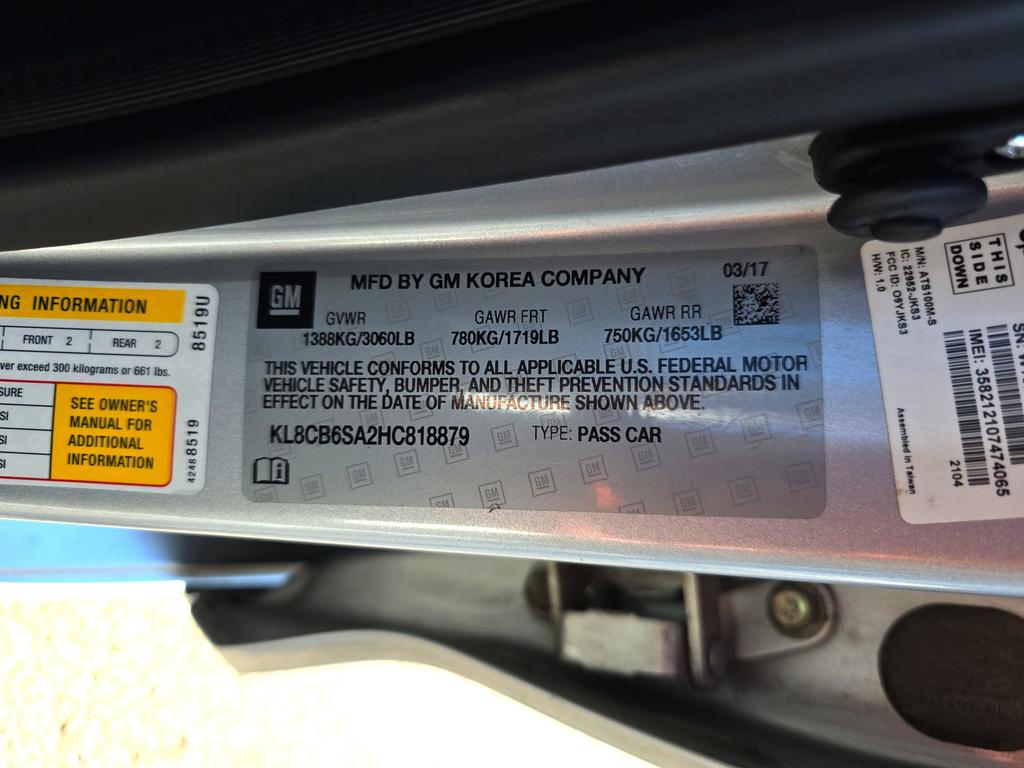 NG INFORMATION
FRONT 2 REAR 2
ver exceed 300 kilograms or 661 lbs.
SURE
SI
SI
SI
SEE OWNER'S
MANUAL FOR
ADDITIONAL
INFORMATION
8519U
42488519
GM
MFD BY GM KOREA COMPANY
03/17
GVWR GAWR FRT GAWR RR
1388KG/3060LB 780KG/1719LB 750KG/1653LB
THIS VEHICLE CONFORMS TO ALL APPLICABLE U.S. FEDERAL MOTOR
VEHICLE SAFETY, BUMPER, AND THEFT PREVENTION STANDARDS IN
EFFECT ON THE DATE OF MANUFACTURE SHOWN ABOVE.
KL8CB6SA2HC818879 TYPE: PASS CAR
THIS
SIDE
DOWN
M/N: ATS100M-S
IC: 22952-JKS3
FCC ID: O9YJKS3
H/W: 1.0
Assembled in Taiwan
IMEI: 358212107474065
2104